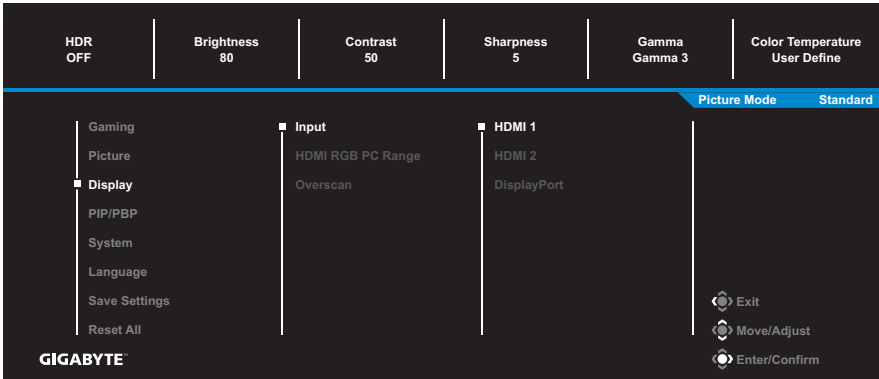 HDR Brightness Contrast Sharpness Gamma Color Temperature
OFF 80 50 5 Gamma 3 User Define
Picture Mode Standard
Gaming Input HDMI 1
Picture HDMI RGB PC Range HDMI 2
Display Overscan DisplayPort
PIP/PBP
System
Language
Save Settings Exit
Reset All Move/Adjust
GIGABYTE™ Enter/Confirm